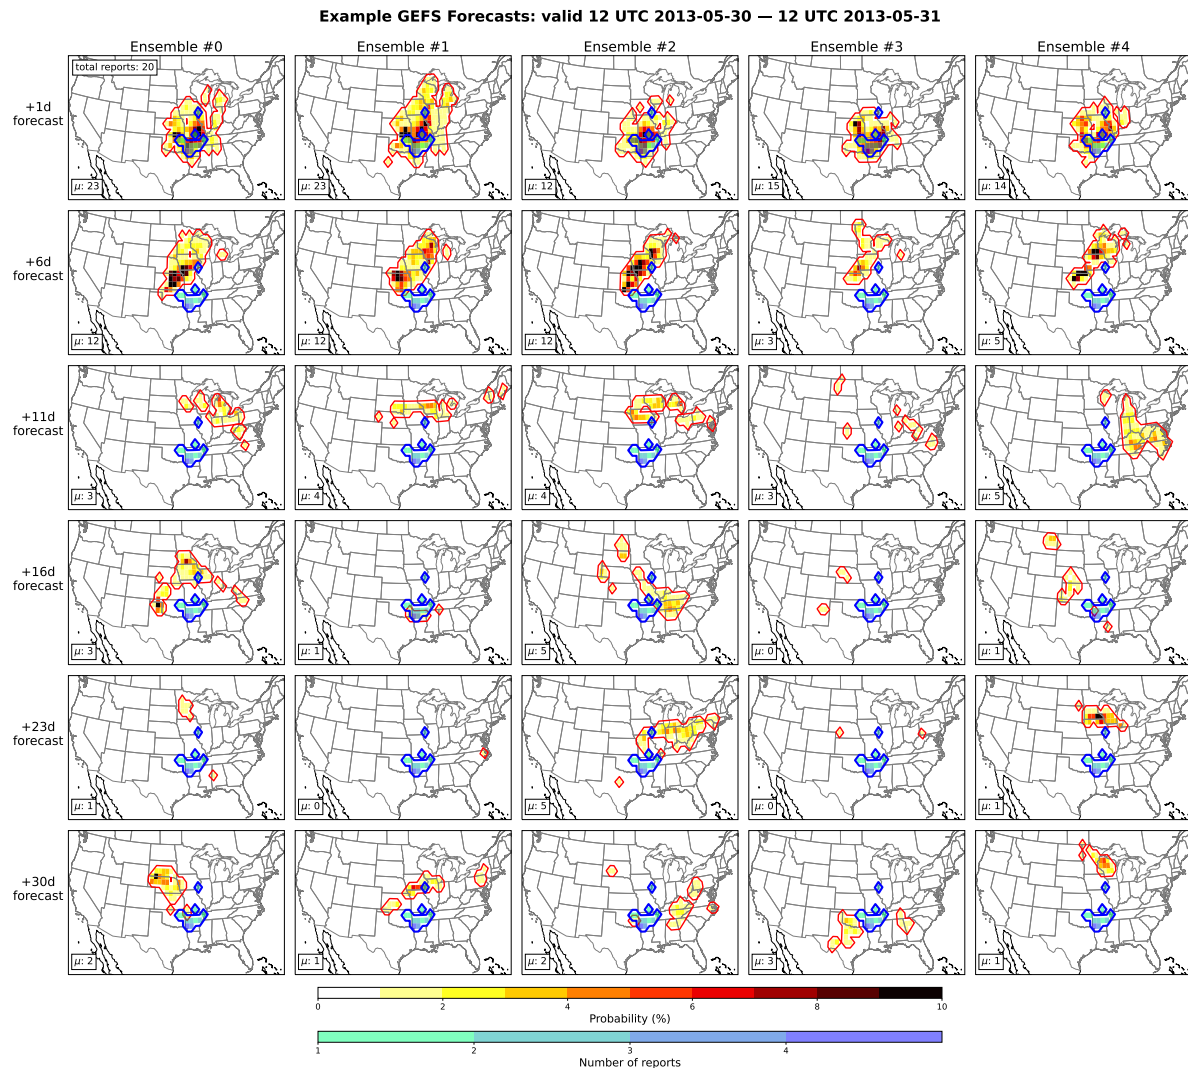 Example GEFS Forecasts: valid 12 UTC 2013-05-30 — 12 UTC 2013-05-31
Ensemble #0 Ensemble #1 Ensemble #2 Ensemble #3 Ensemble #4
total reports: 20
+1d
forecast
μ: 23 μ: 23 μ: 12 μ: 15 μ: 14
+6d
forecast
μ: 12 μ: 12 μ: 12 μ: 3 μ: 5
+11d
forecast
μ: 3 μ: 4 μ: 4 μ: 3 μ: 5
+16d
forecast
μ: 3 μ: 1 μ: 5 μ: 0 μ: 1
+23d
forecast
μ: 1 μ: 0 μ: 5 μ: 0 μ: 1
+30d
forecast
μ: 2 μ: 1 μ: 2 μ: 3 μ: 1
0 2 4 6 8 10
Probability (%)
1 2 3 4
Number of reports